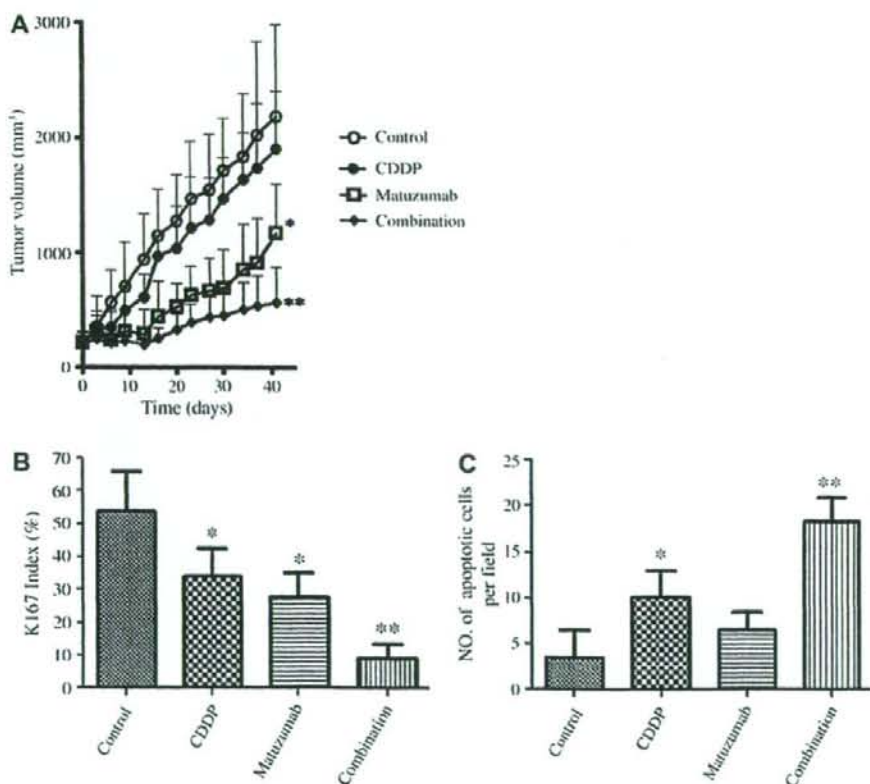 A
3000
2000
1000
0
Tumor volume (mm³)
0 10 20 30 40
Time (days)
Control
CDDP
Matuzumab
Combination
*
**
B
70
60
50
40
30
20
10
0
K167 Index (%)
*
*
**
Control
CDDP
Matuzumab
Combination
C
25
20
15
10
5
0
NO. of apoptotic cells
per field
*
**
Control
CDDP
Matuzumab
Combination